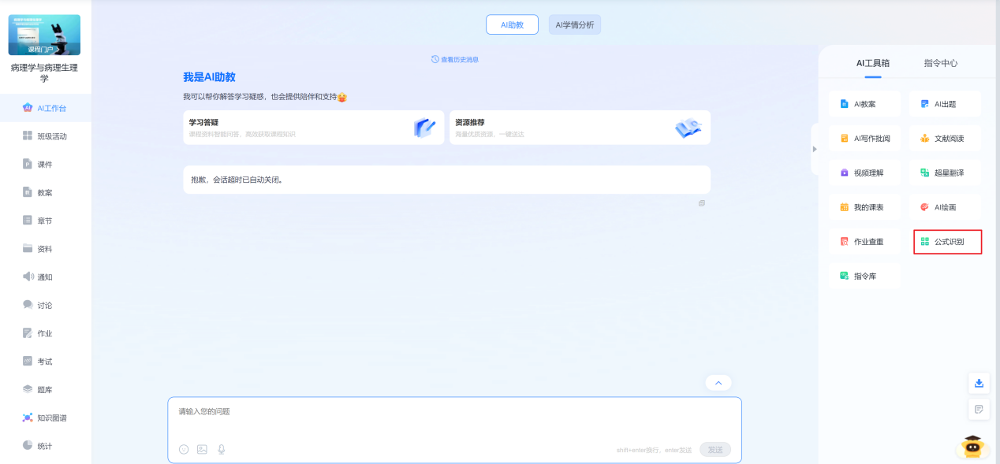 课程门户
病理学与病理生理
学
AI工作台
班级活动
课件
教案
章节
资料
通知
讨论
作业
考试
题库
知识图谱
统计
AI助教
AI学情分析
查看历史消息
我是AI助教
我可以帮你解答学习疑惑，也会提供陪伴和支持
学习答疑
课程资料智能问答，高效获取课程知识
资源推荐
海量优质资源，一键送达
抱歉，会话超时已自动关闭。
请输入您的问题
shift+enter换行，enter发送
发送
AI工具箱
指令中心
AI教案
AI出题
AI写作批阅
文献阅读
视频理解
超星翻译
我的课表
AI绘画
作业查重
公式识别
指令库